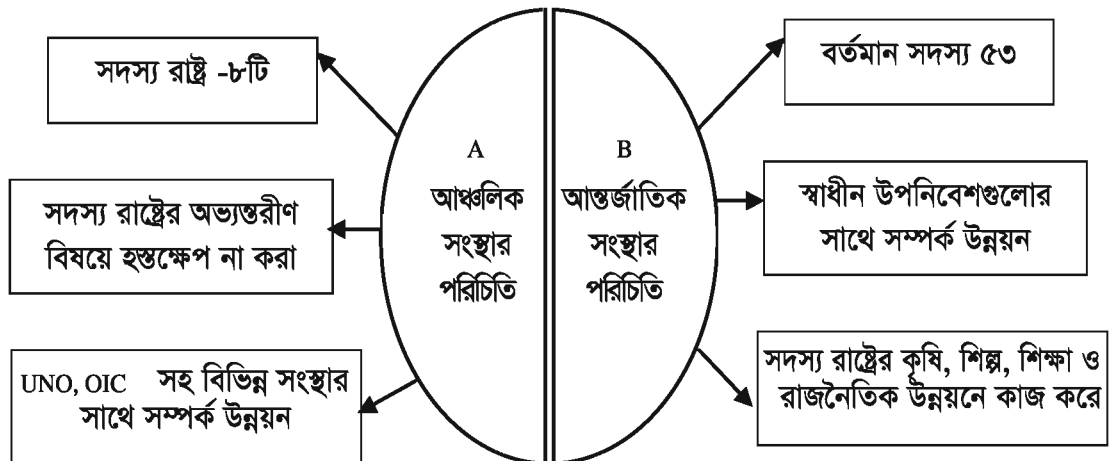 সদস্য রাষ্ট্র -৮টি
সদস্য রাষ্ট্রের অভ্যন্তরীণ
বিষয়ে হস্তক্ষেপ না করা
UNO, OIC সহ বিভিন্ন সংস্থার
সাথে সম্পর্ক উন্নয়ন
A
আঞ্চলিক
সংস্থার
পরিচিতি
B
আন্তর্জাতিক
সংস্থার
পরিচিতি
বর্তমান সদস্য ৫৩
স্বাধীন উপনিবেশগুলোর
সাথে সম্পর্ক উন্নয়ন
সদস্য রাষ্ট্রের কৃষি, শিল্প, শিক্ষা ও
রাজনৈতিক উন্নয়নে কাজ করে